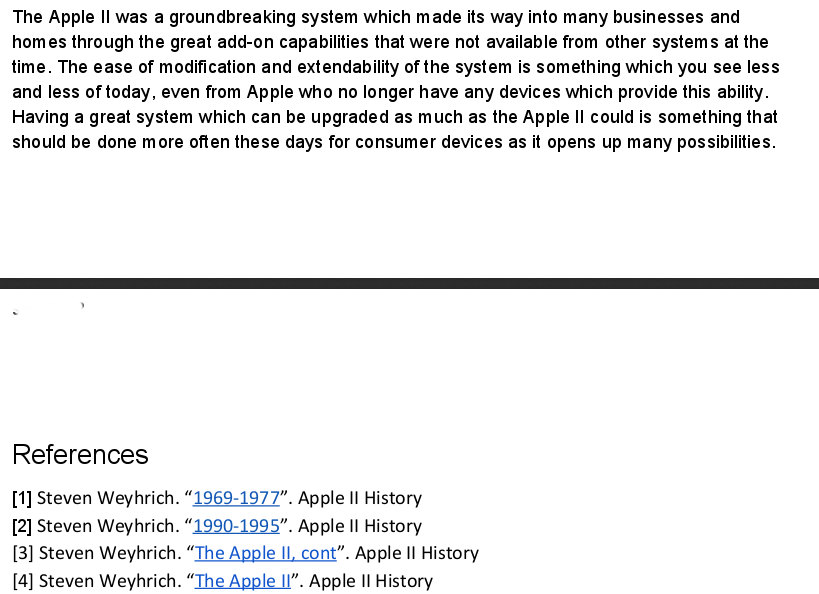 The Apple II was a groundbreaking system which made its way into many businesses and
homes through the great add-on capabilities that were not available from other systems at the
time. The ease of modification and extendability of the system is something which you see less
and less of today, even from Apple who no longer have any devices which provide this ability.
Having a great system which can be upgraded as much as the Apple II could is something that
should be done more often these days for consumer devices as it opens up many possibilities.
References
[1] Steven Weyhrich. “1969-1977”. Apple II History
[2] Steven Weyhrich. “1990-1995”. Apple II History
[3] Steven Weyhrich. “The Apple II, cont”. Apple II History
[4] Steven Weyhrich. “The Apple II”. Apple II History